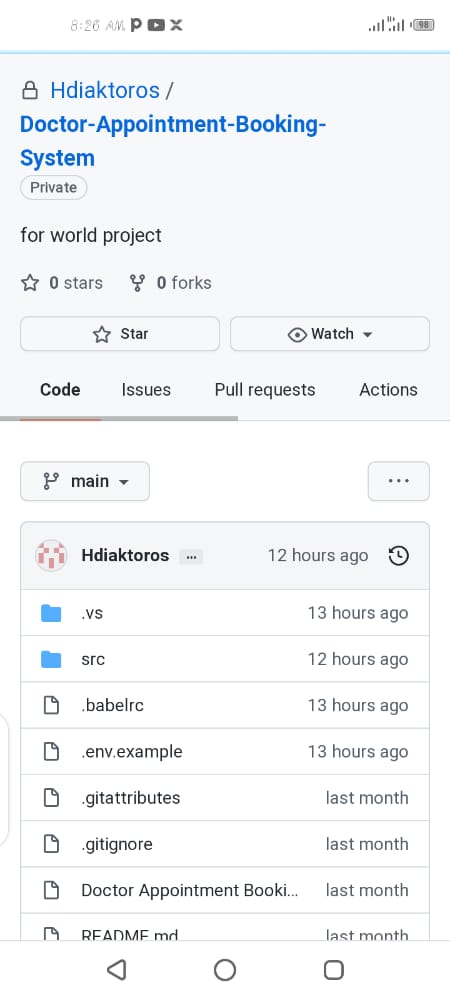 8:26 AM
98
Hdiaktoros /
Doctor-Appointment-Booking-
System
Private
for world project
0 stars 0 forks
Star Watch
Code Issues Pull requests Actions
main ...
Hdiaktoros ... 12 hours ago
.vs 13 hours ago
src 12 hours ago
.babelrc 13 hours ago
.env.example 13 hours ago
.gitattributes last month
.gitignore last month
Doctor Appointment Booki... last month
README.md last month